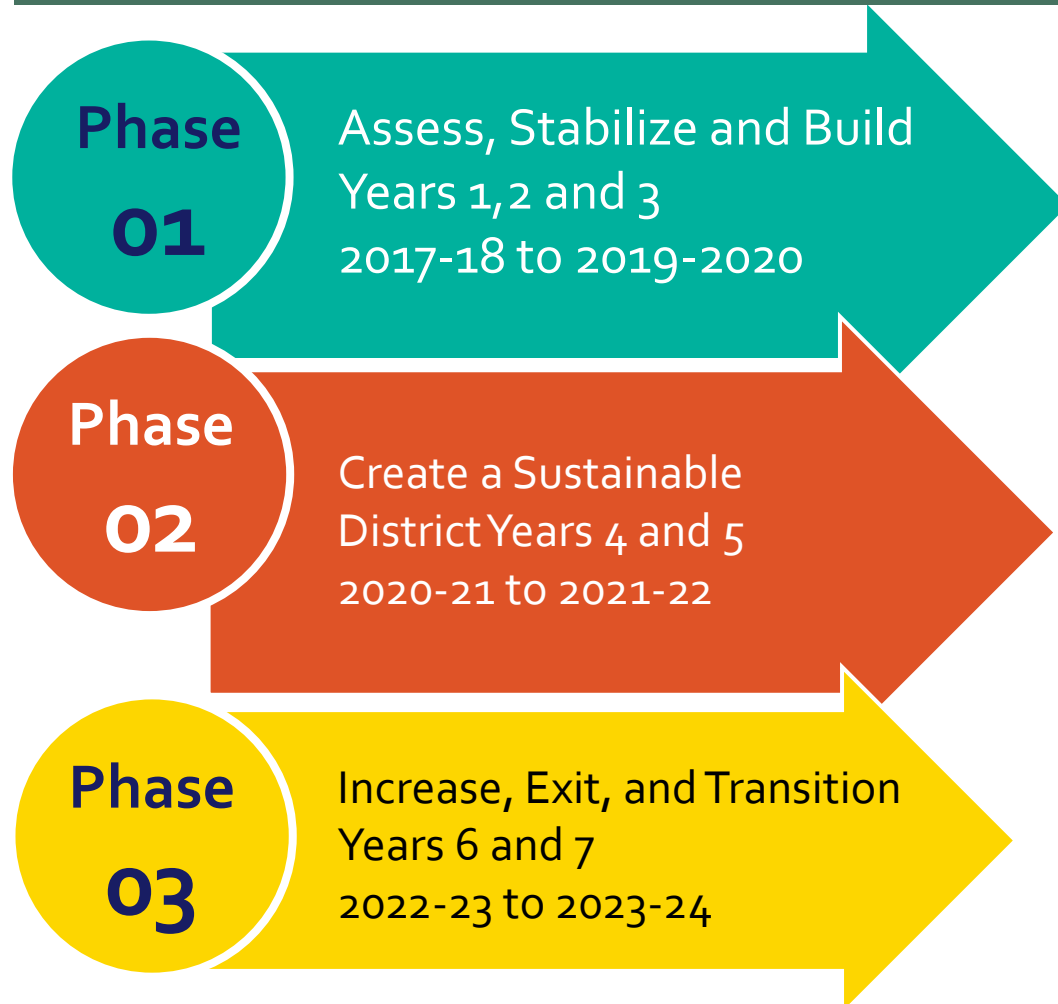 Phase
01
Assess, Stabilize and Build
Years 1,2 and 3
2017-18 to 2019-2020
Phase
02
Create a Sustainable
District Years 4 and 5
2020-21 to 2021-22
Phase
03
Increase, Exit, and Transition
Years 6 and 7
2022-23 to 2023-24